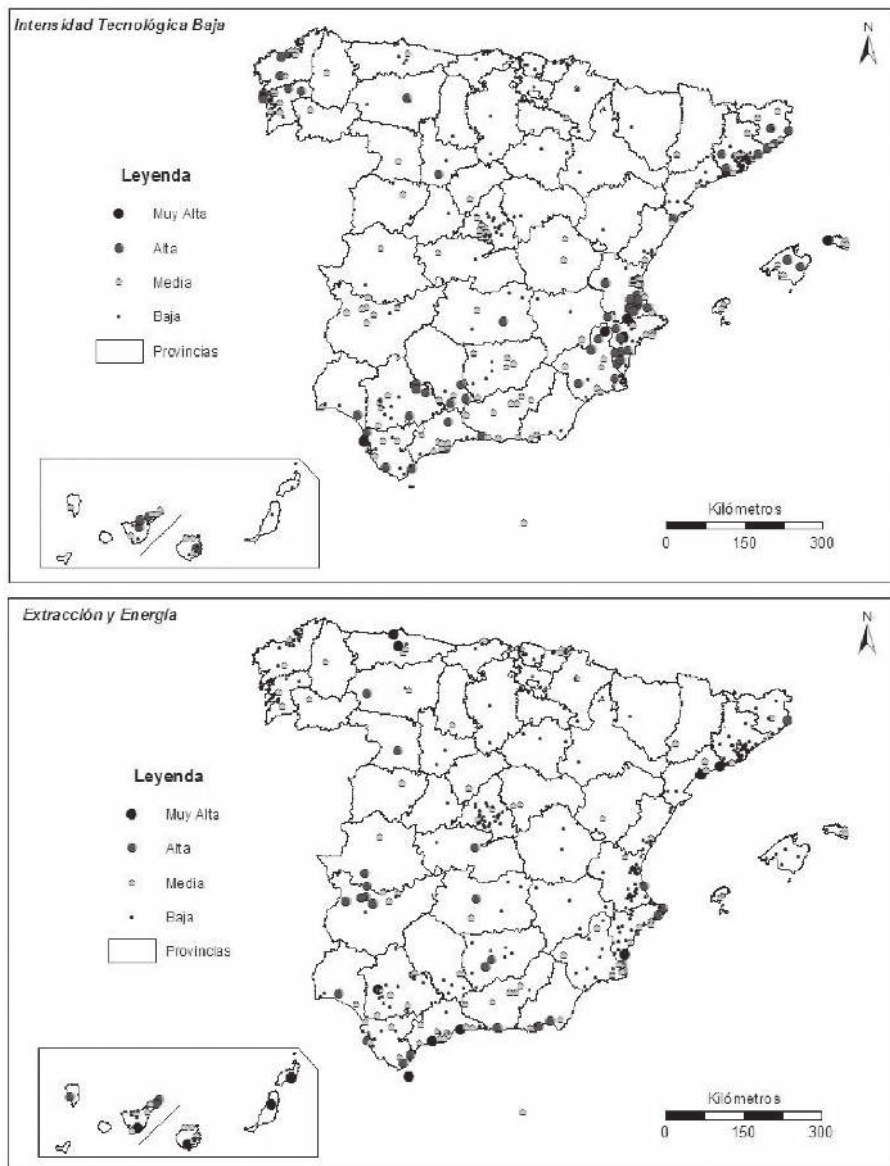 Intensidad Tecnológica Baja
N
Leyenda
Muy Alta
Alta
Media
Baja
Provincias
Kilómetros
0 150 300
Extracción y Energía
N
Leyenda
Muy Alta
Alta
Media
Baja
Provincias
Kilómetros
0 150 300